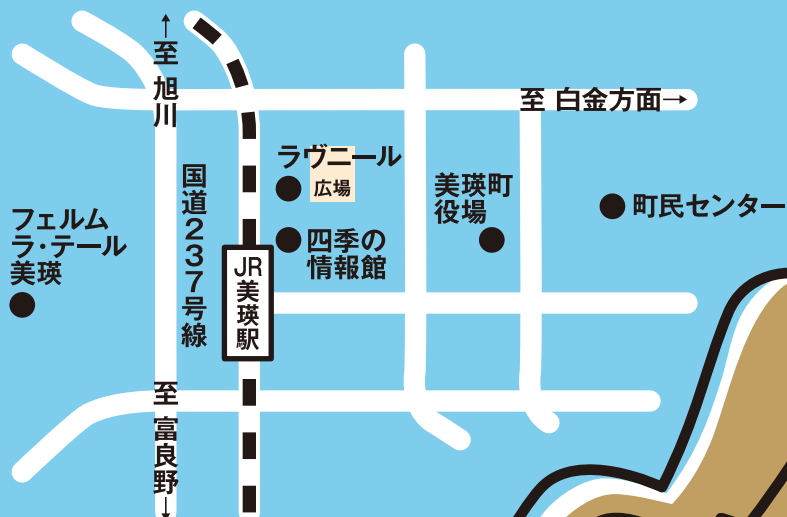 ↑至 旭川
至 白金方面→
ラヴニール
広場
国道237号線
美瑛町
役場
町民センター
フェルム
ラ・テール
美瑛
四季の
情報館
JR美瑛駅
至 富良野↓